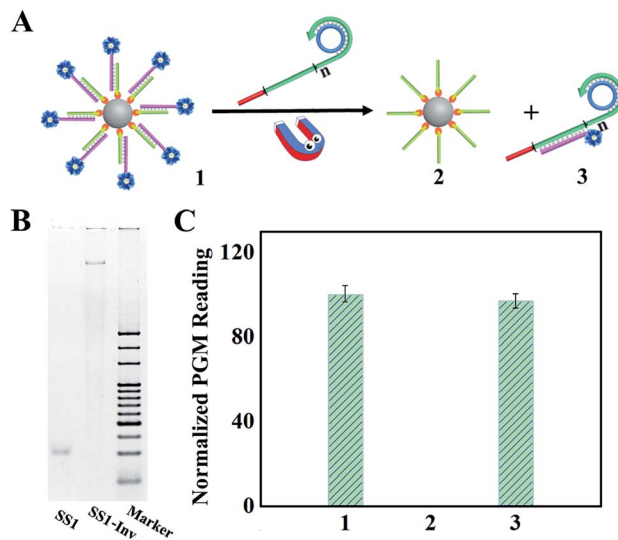 A
n
1
2
+
n
3
B
SS1
SS1-Inv
Marker
C
Normalized PGM Reading
120
80
40
0
1
2
3